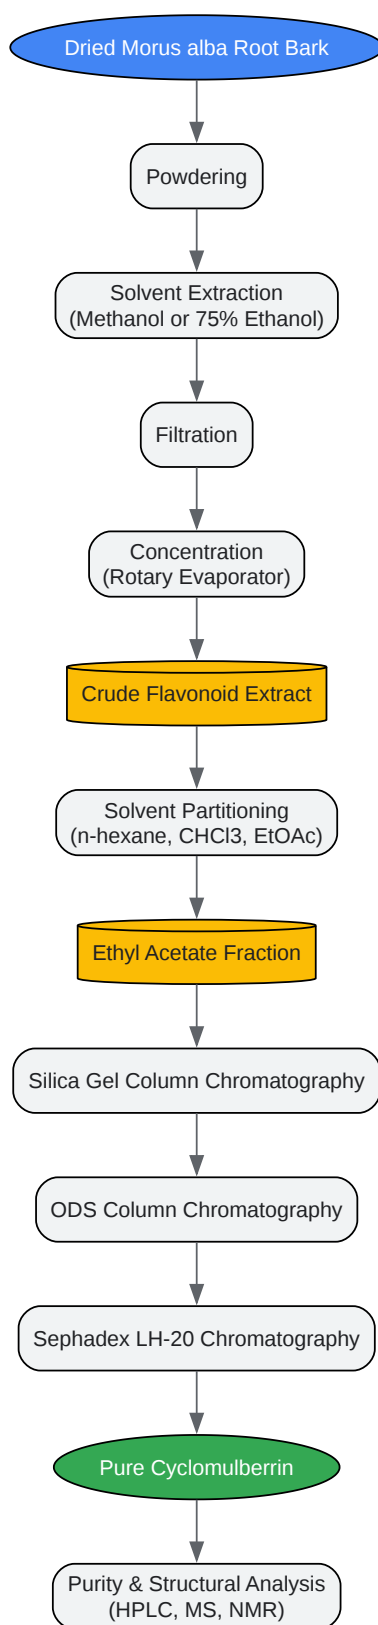 Dried Morus alba Root Bark
Powdering
Solvent Extraction
(Methanol or 75% Ethanol)
Filtration
Concentration
(Rotary Evaporator)
Crude Flavonoid Extract
Solvent Partitioning
(n-hexane, CHCl3, EtOAc)
Ethyl Acetate Fraction
Silica Gel Column Chromatography
ODS Column Chromatography
Sephadex LH-20 Chromatography
Pure Cyclomulberrin
Purity & Structural Analysis
(HPLC, MS, NMR)